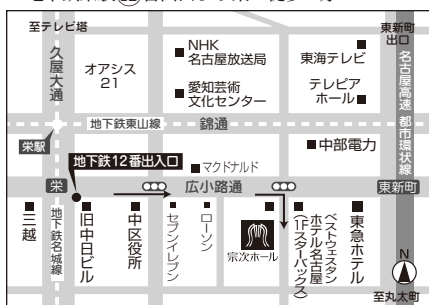 至テレビ塔
久屋大通
オアシス
21
NHK
名古屋放送局
愛知芸術
文化センター
東海テレビ
テレピア
ホール
東新町
出口
名古屋高速 都市環状線
地下鉄東山線
錦通
栄駅
中部電力
地下鉄12番出入口
マクドナルド
栄
広小路通
東新町
三越
地下鉄名城線
旧中日ビル
中区役所
セブンイレブン
ローソン
宗次ホール
ベストウェスタン
ホテル名古屋
(1Fスターバックス)
東急ホテル
N
至丸太町